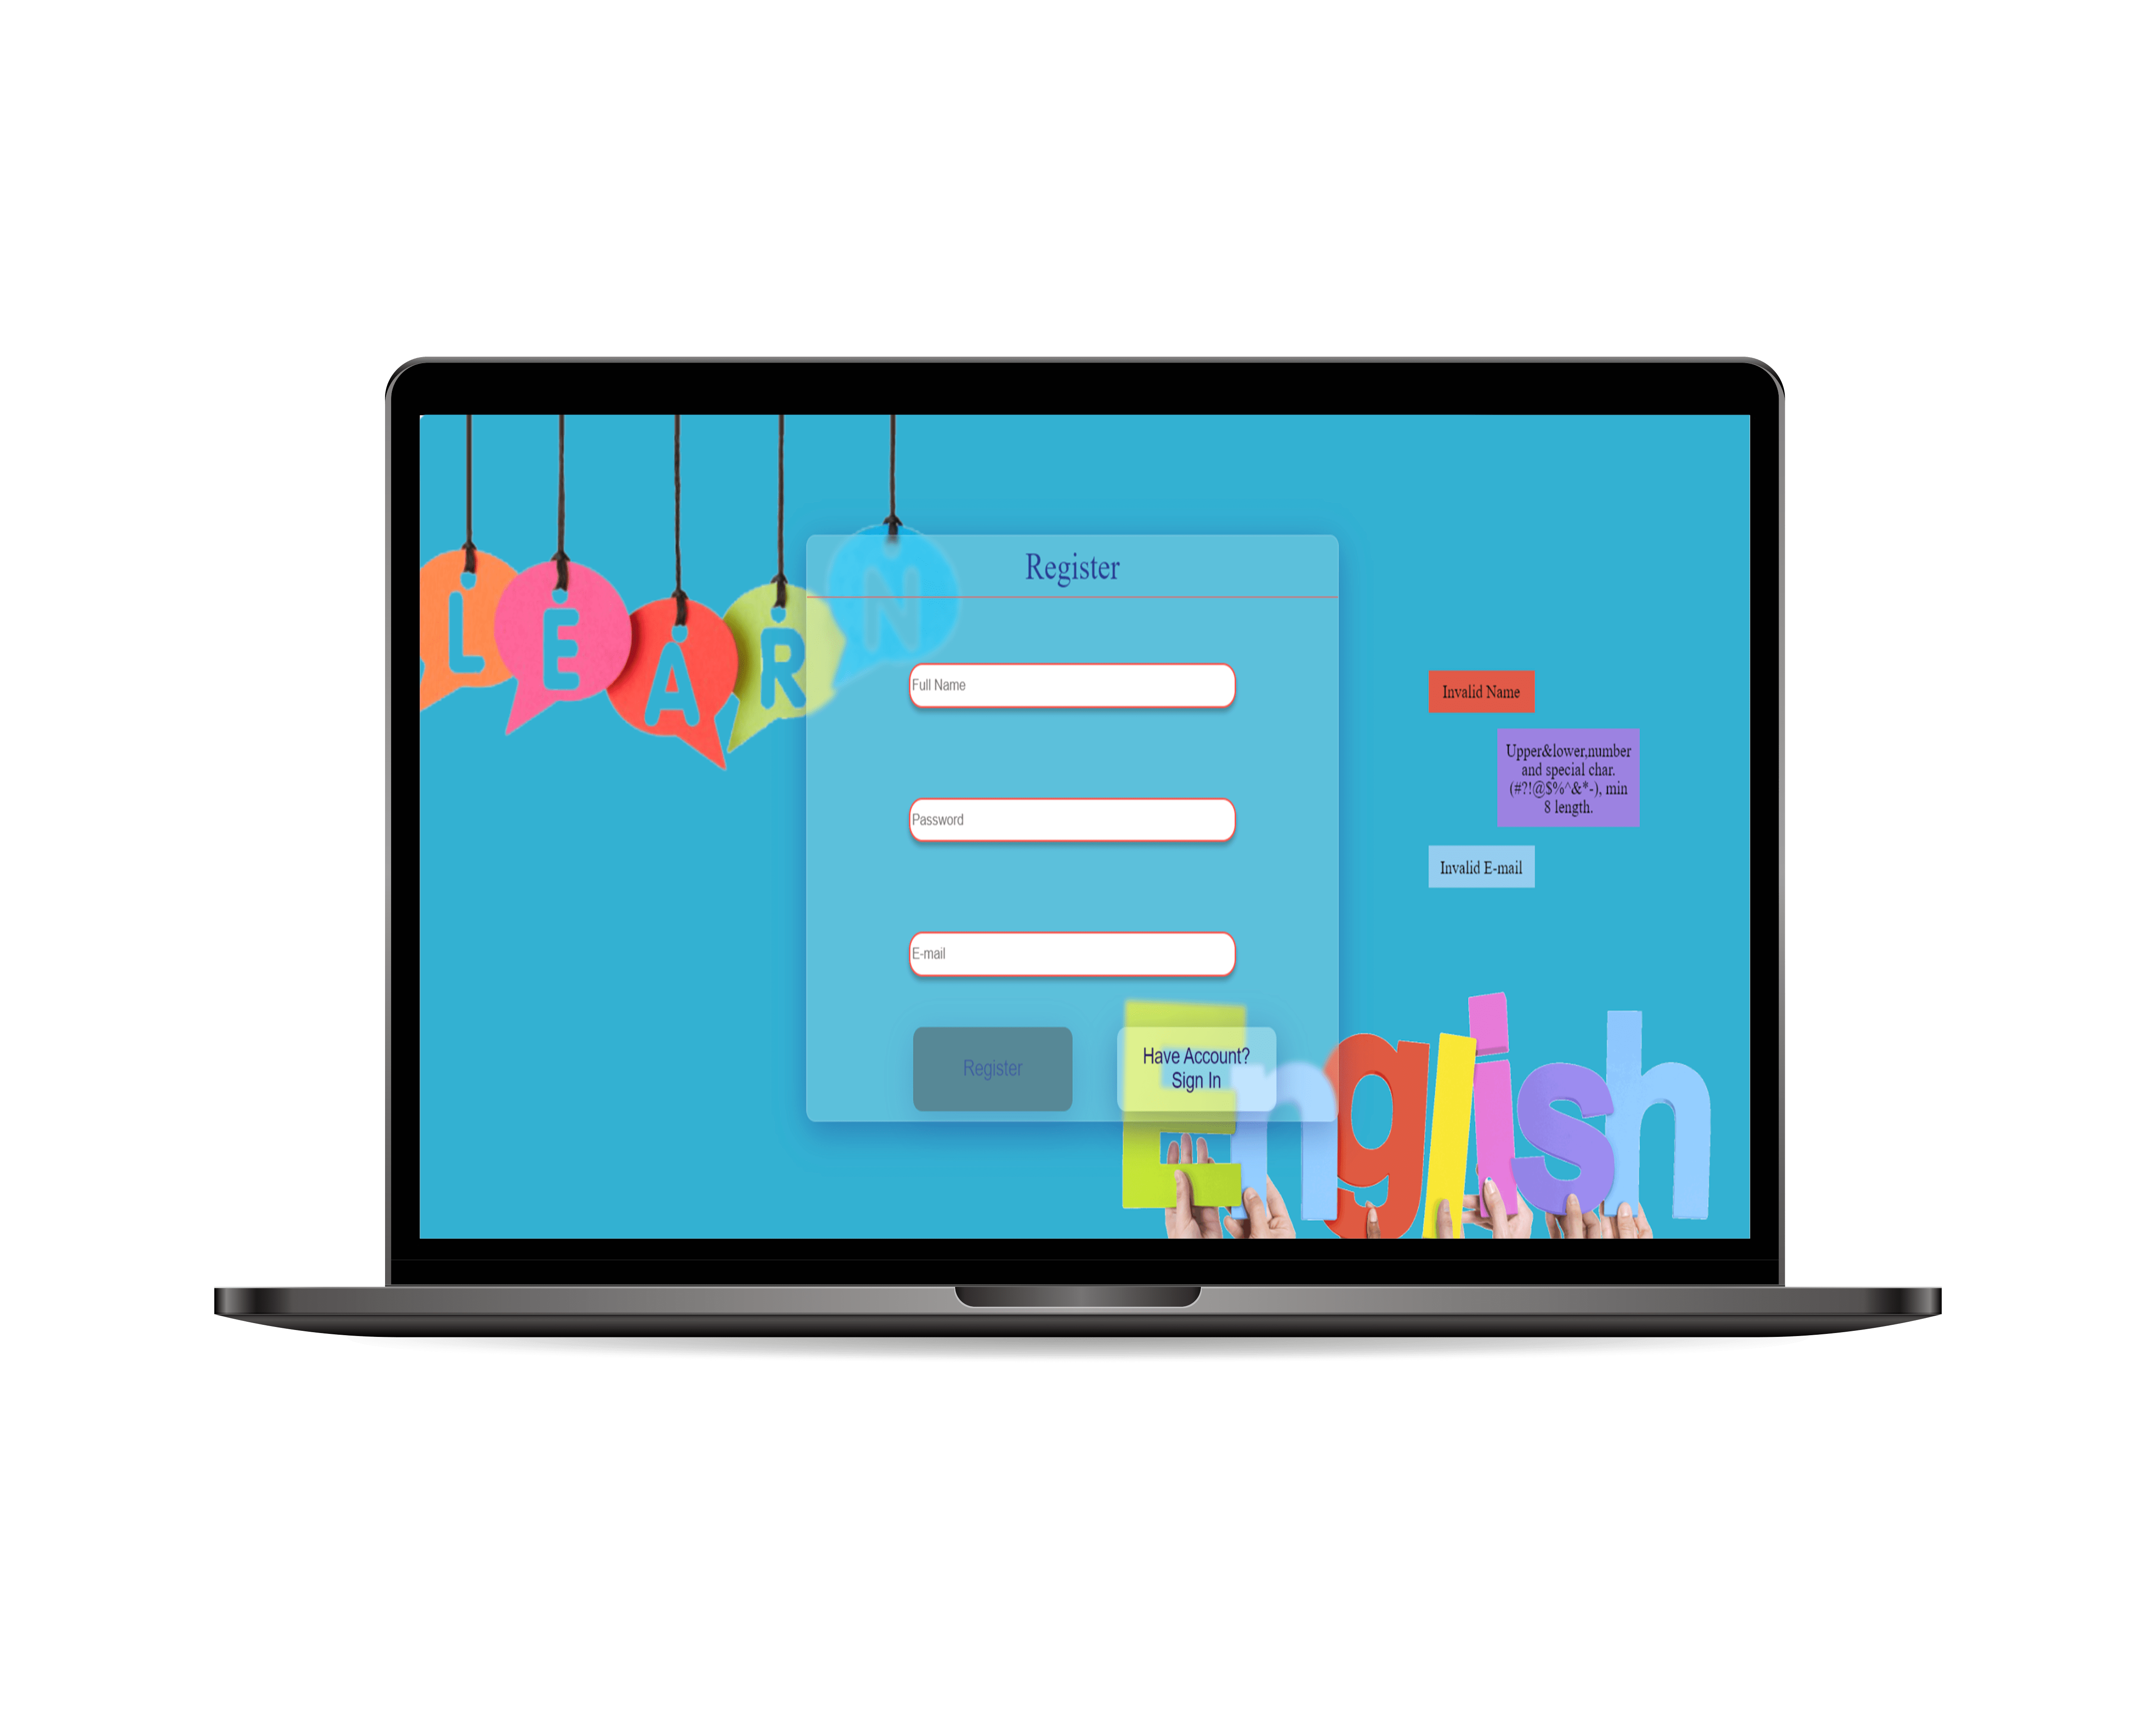 LEARN
Register
Full Name
Invalid Name
Upper&lower,number
and special char.
(#?!@$%^&*-), min
8 length.
Password
Invalid E-mail
E-mail
Register
Have Account?
Sign In
English